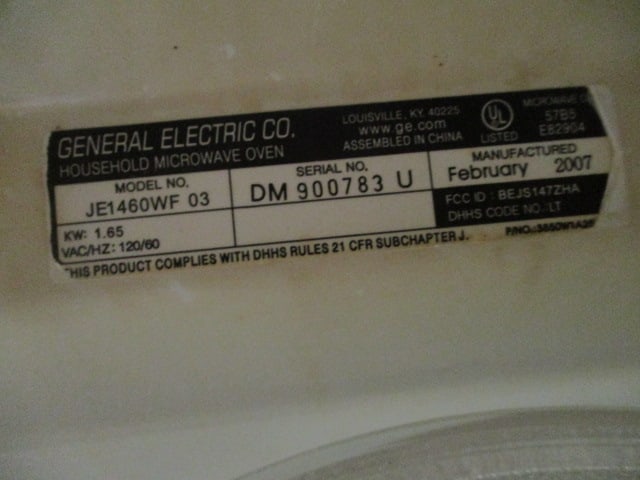 GENERAL ELECTRIC CO.
HOUSEHOLD MICROWAVE OVEN
LOUISVILLE, KY. 40225
www.ge.com
ASSEMBLED IN CHINA
UL
LISTED
MICROWAVE
57B5
E82904
MODEL NO.
JE1460WF 03
SERIAL NO.
DM 900783 U
MANUFACTURED
February 2007
KW: 1.65
VAC/HZ: 120/60
FCC ID : BEJS147ZHA
DHHS CODE NO.: LT
THIS PRODUCT COMPLIES WITH DHHS RULES 21 CFR SUBCHAPTER J.
P/NO.: